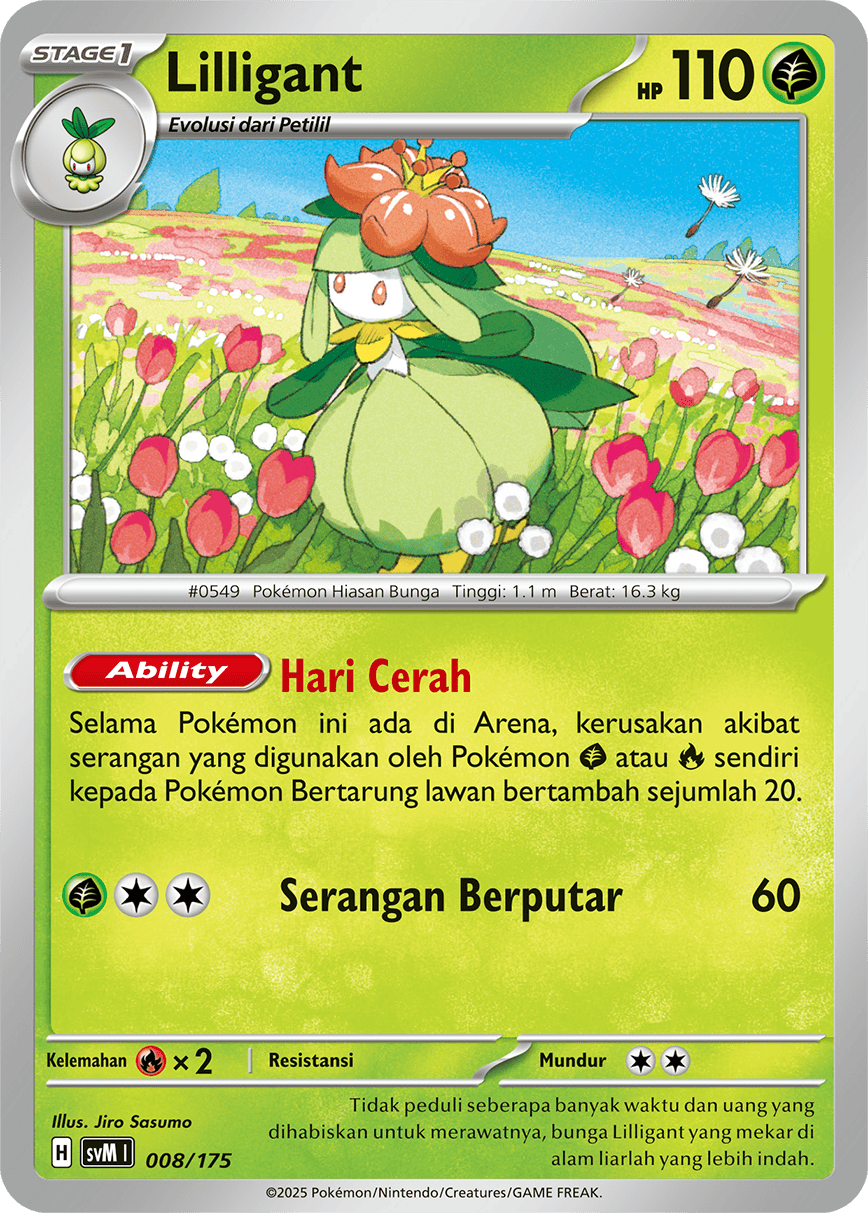 STAGE 1
Lilligant
HP 110
Evolusi dari Petilil
#0549 Pokémon Hiasan Bunga Tinggi: 1.1 m Berat: 16.3 kg
Ability Hari Cerah
Selama Pokémon ini ada di Arena, kerusakan akibat
serangan yang digunakan oleh Pokémon atau sendiri
kepada Pokémon Bertarung lawan bertambah sejumlah 20.
Serangan Berputar 60
Kelemahan ×2 Resistansi Mundur
Illus. Jiro Sasumo
H svM I 008/175
Tidak peduli seberapa banyak waktu dan uang yang
dihabiskan untuk merawatnya, bunga Lilligant yang mekar di
alam liarlah yang lebih indah.
©2025 Pokémon/Nintendo/Creatures/GAME FREAK.